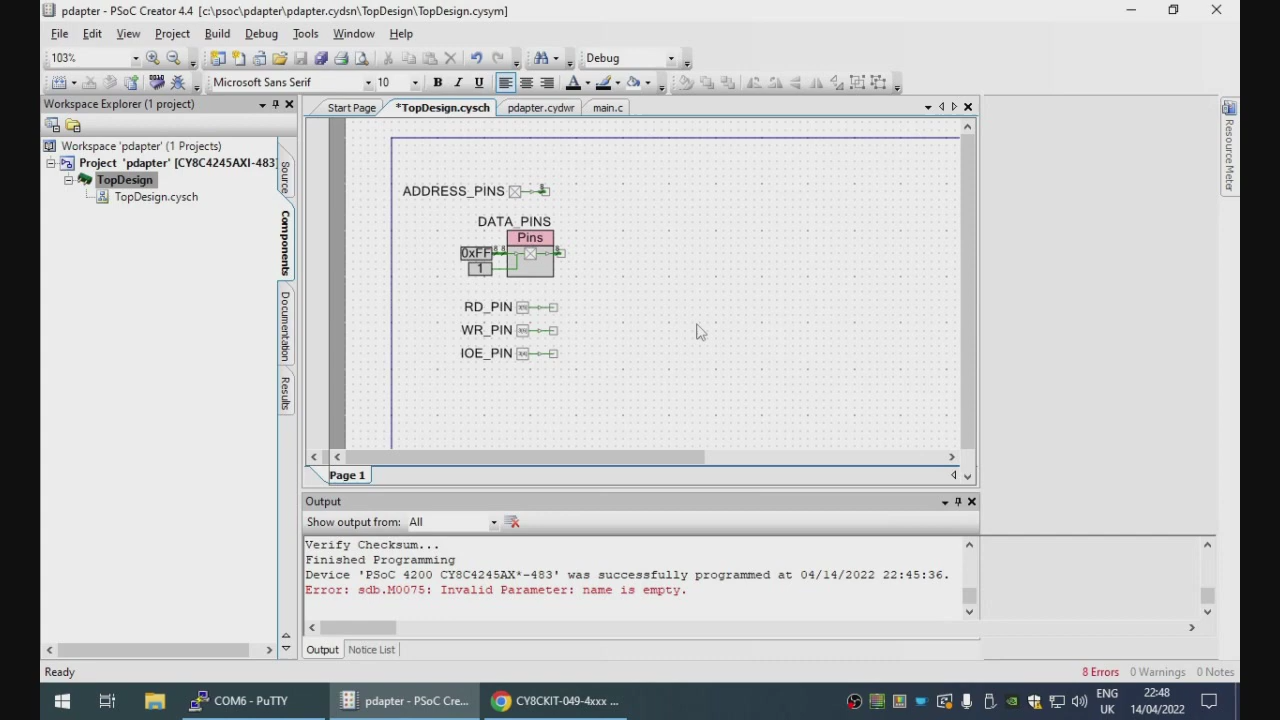 pdapter - PSoC Creator 4.4 [c:\psoc\pdapter\pdapter.cydsn\TopDesign\TopDesign.cysym]
File Edit View Project Build Debug Tools Window Help
103% Debug
Microsoft Sans Serif 10 B I U A
Workspace Explorer (1 project)
Start Page *TopDesign.cysch pdapter.cydwr main.c
Workspace 'pdapter' (1 Projects)
Project 'pdapter' [CY8C4245AXI-483]
TopDesign
TopDesign.cysch
Source
Components
Documentation
Results
Resource Meter
ADDRESS_PINS
DATA_PINS
Pins
0xFF
1
RD_PIN
WR_PIN
IOE_PIN
Page 1
Output
Show output from: All
Verify Checksum...
Finished Programming
Device 'PSoC 4200 CY8C4245AX*-483' was successfully programmed at 04/14/2022 22:45:36.
Error: sdb.M0075: Invalid Parameter: name is empty.
Output Notice List
Ready 8 Errors 0 Warnings 0 Notes
COM6 - PuTTY pdapter - PSoC Cre... CY8CKIT-049-4xxx ... ENG UK 22:48 14/04/2022